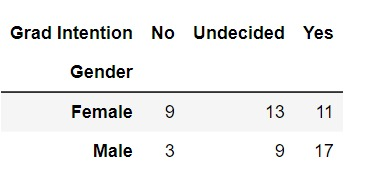 Grad Intention No Undecided Yes
Gender
Female 9 13 11
Male 3 9 17